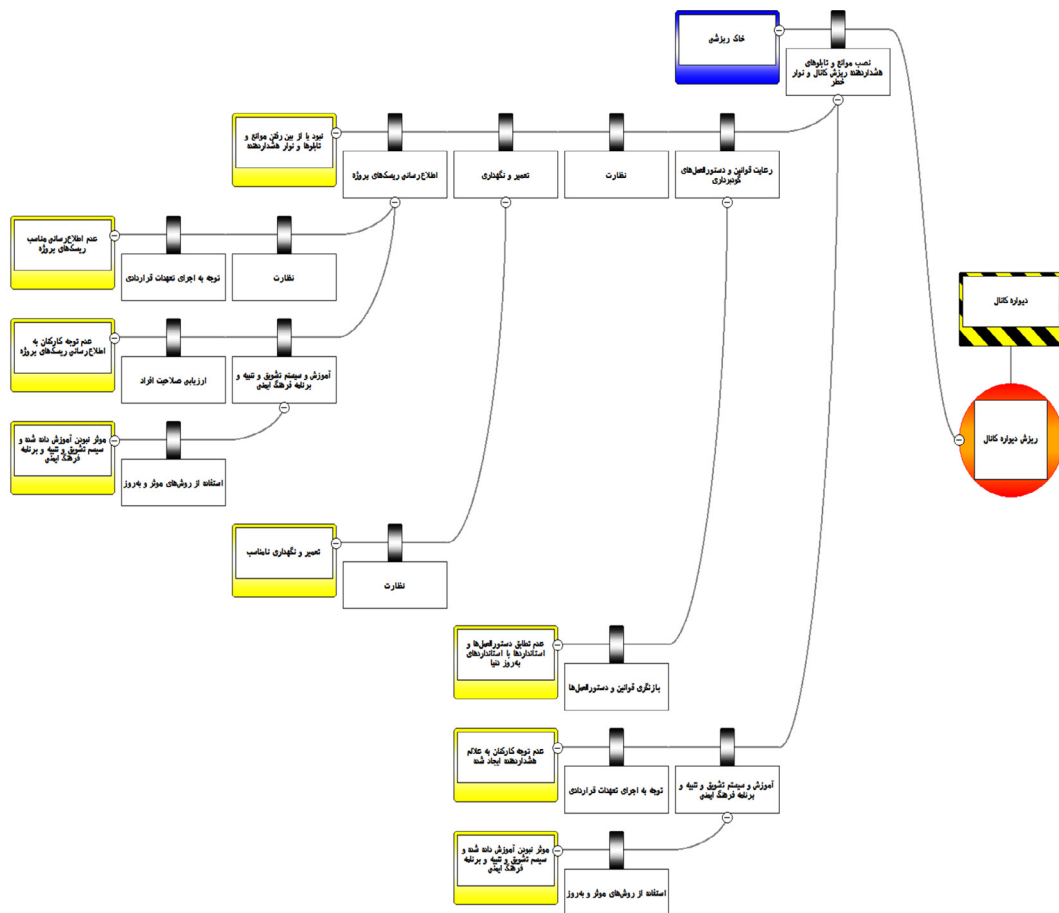 خاک ریزشی
نصب موانع و تابلوهای
هشداردهنده ریزش کانال و نوار
خطر
نبود یا از بین رفتن موانع و
تابلوها و نوار هشداردهنده
اطلاع‌رسانی ریسک‌های پروژه
تعمیر و نگهداری
نظارت
رعایت قوانین و دستورالعمل‌های
گودبرداری
عدم اطلاع‌رسانی مناسب
ریسک‌های پروژه
توجه به اجرای تعهدات قراردادی
نظارت
دیواره کانال
عدم توجه کارکنان به
اطلاع‌رسانی ریسک‌های پروژه
ارزیابی صلاحیت افراد
آموزش و سیستم تشویق و تنبیه و
برنامه فرهنگ ایمنی
ریزش دیواره کانال
موثر نبودن آموزش داده شده و
سیسم تشویق و تنبیه و برنامه
فرهنگ ایمنی
استفاده از روش‌های موثر و به‌روز
تعمیر و نگهداری نامناسب
نظارت
عدم تطابق دستورالعمل‌ها و
استانداردها با استانداردهای
به‌روز دنیا
بازنگری قوانین و دستورالعمل‌ها
عدم توجه کارکنان به علائم
هشداردهنده ایجاد شده
توجه به اجرای تعهدات قراردادی
آموزش و سیستم تشویق و تنبیه و
برنامه فرهنگ ایمنی
موثر نبودن آموزش داده شده و
سیسم تشویق و تنبیه و برنامه
فرهنگ ایمنی
استفاده از روش‌های موثر و به‌روز